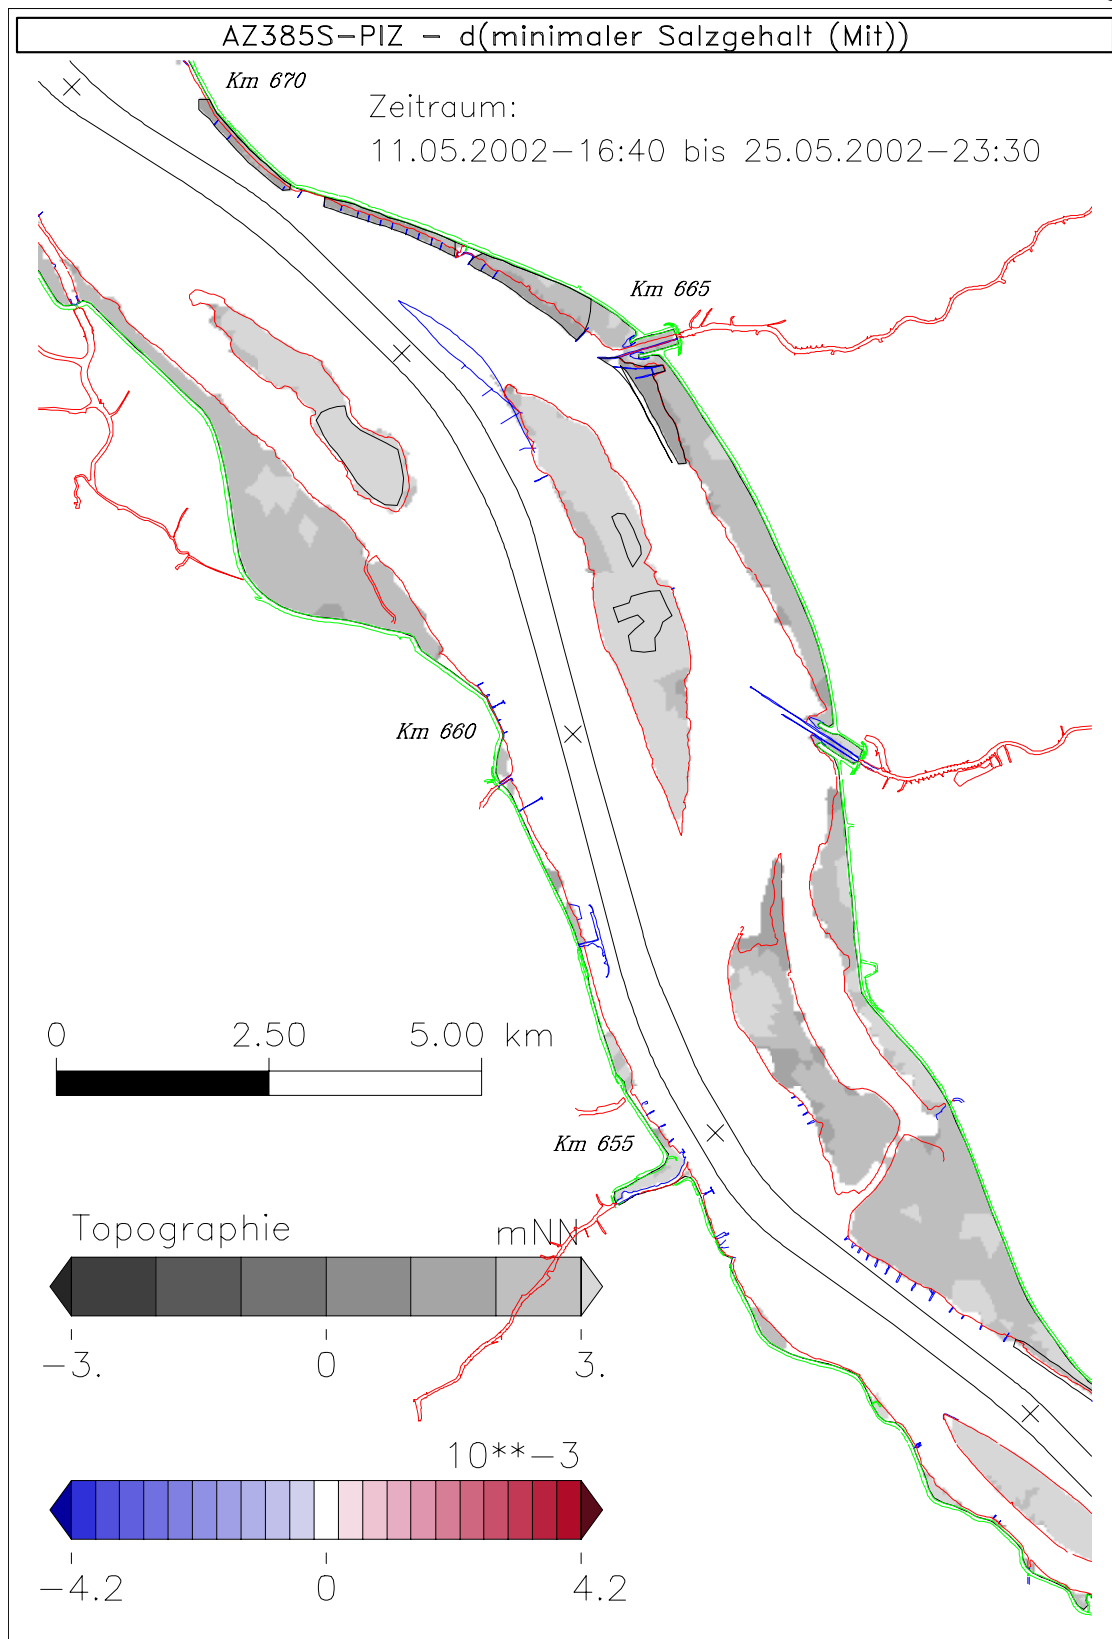 AZ385S-PIZ - d(minimaler Salzgehalt (Mit))
Km 670
Zeitraum:
11.05.2002-16:40 bis 25.05.2002-23:30
Km 665
Km 660
0 2.50 5.00 km
Km 655
Topographie mNN
-3. 0 3.
10**-3
-4.2 0 4.2